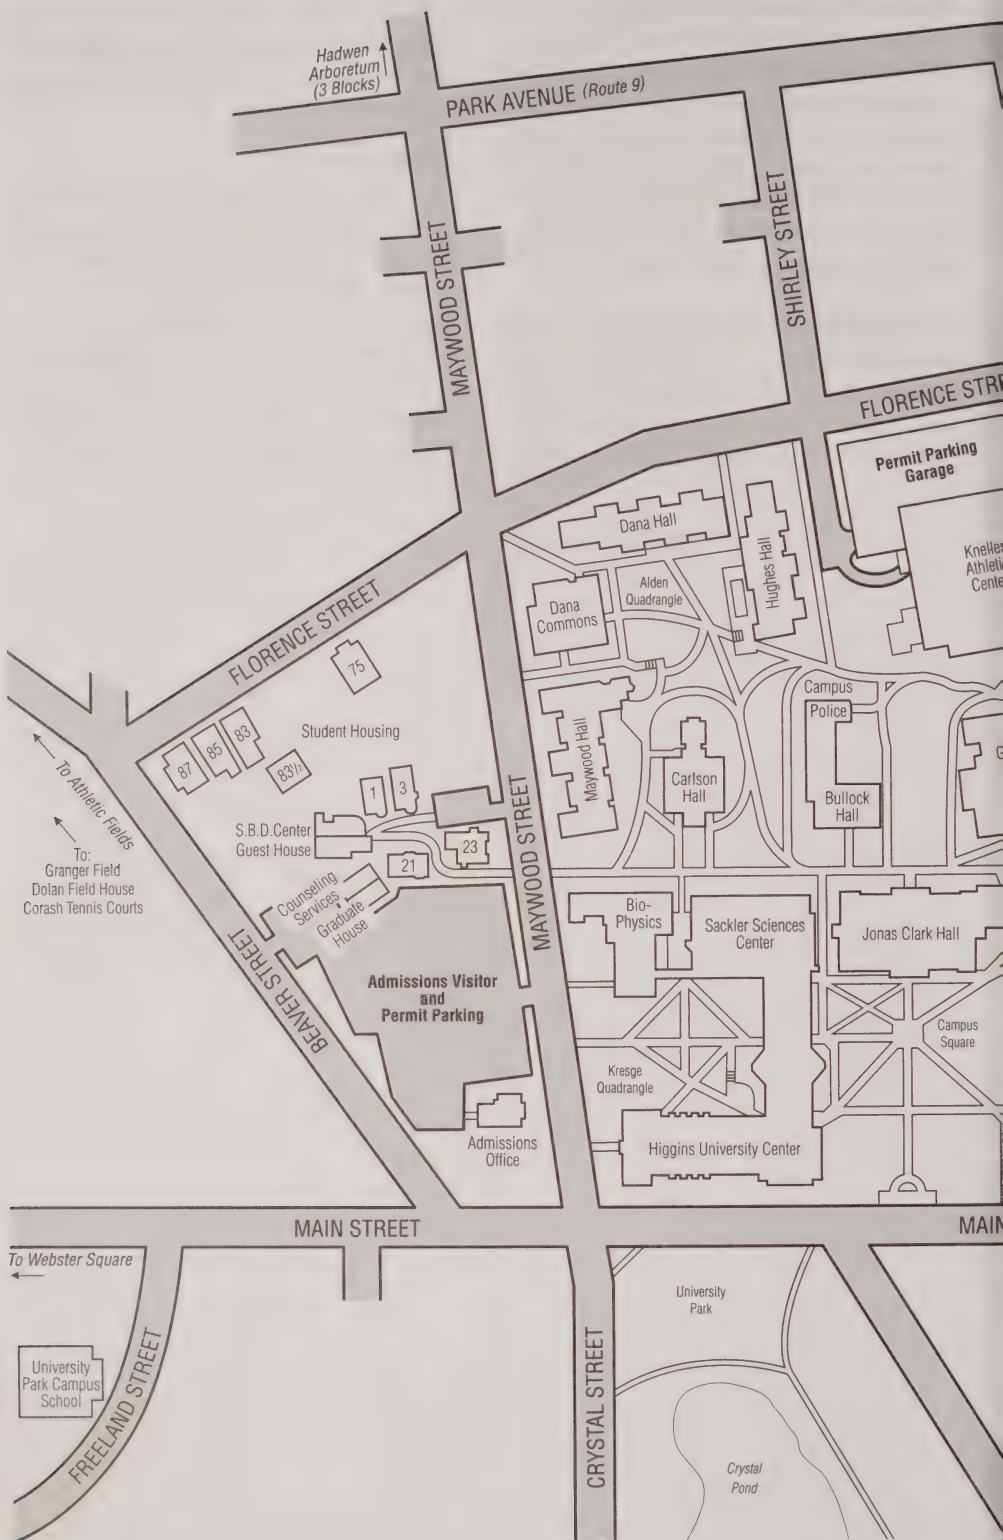 Hadwen
Arboretum
(3 Blocks)
PARK AVENUE (Route 9)
MAYWOOD STREET
SHIRLEY STREET
FLORENCE STRE
Permit Parking
Garage
Dana Hall
Hughes Hall
Kneller
Athletic
Center
Alden
Quadrangle
Dana
Commons
FLORENCE STREET
75
Student Housing
87
85
83
83 1/2
Campus
Police
Maywood Hall
Carlson
Hall
Bullock
Hall
G
To Athletic Fields
To:
Granger Field
Dolan Field House
Corash Tennis Courts
1
3
S.B.D.Center
Guest House
21
23
MAYWOOD STREET
Counseling
Services
Graduate
House
Bio-
Physics
Sackler Sciences
Center
Jonas Clark Hall
BEAVER STREET
Admissions Visitor
and
Permit Parking
Campus
Square
Kresge
Quadrangle
Admissions
Office
Higgins University Center
MAIN STREET
MAIN
To Webster Square
University
Park
University
Park Campus
School
FREELAND STREET
CRYSTAL STREET
Crystal
Pond